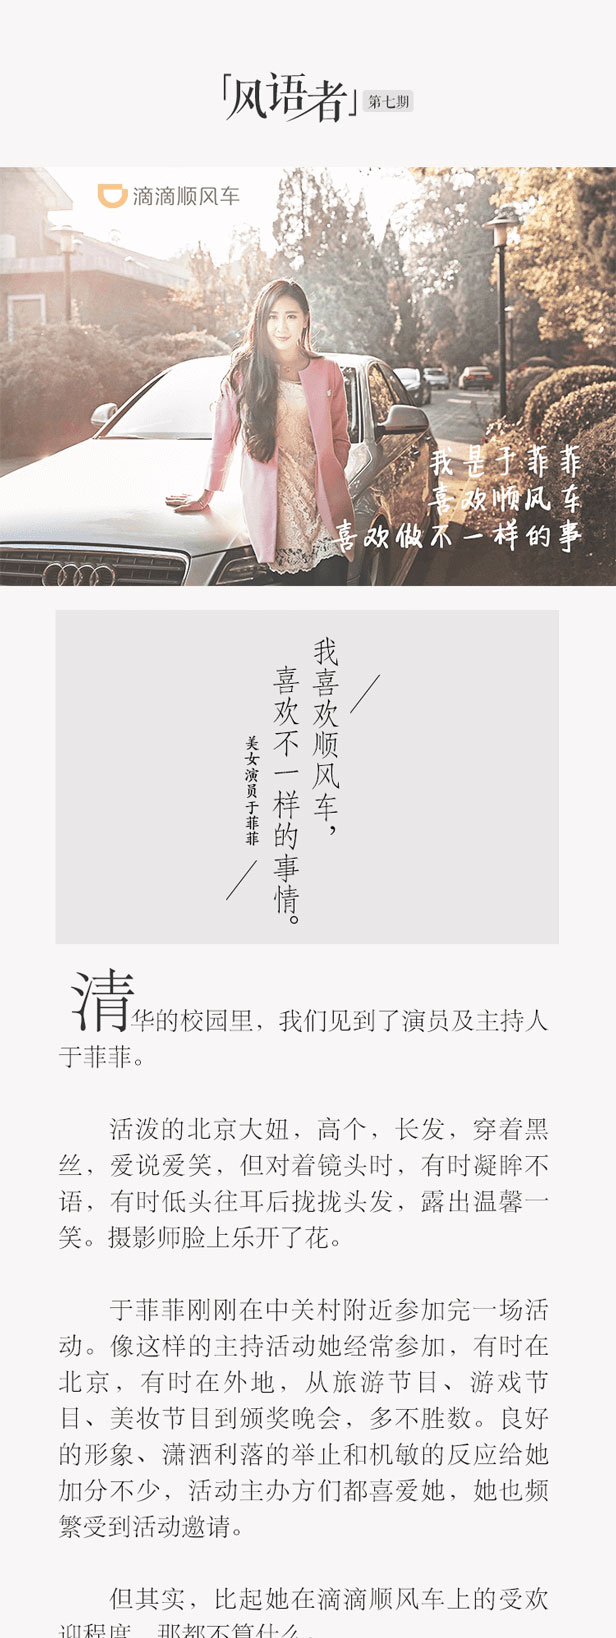 「风语者」第七期
滴滴顺风车
我是于菲菲
喜欢顺风车
喜欢做不一样的事
我喜欢顺风车，
喜欢不一样的事情。
美女演员于菲菲
清华的校园里，我们见到了演员及主持人
于菲菲。
活泼的北京大妞，高个，长发，穿着黑
丝，爱说爱笑，但对着镜头时，有时凝眸不
语，有时低头往耳后拢拢头发，露出温馨一
笑。摄影师脸上乐开了花。
于菲菲刚刚在中关村附近参加完一场活
动。像这样的主持活动她经常参加，有时在
北京，有时在外地，从旅游节目、游戏节
目、美妆节目到颁奖晚会，多不胜数。良好
的形象、潇洒利落的举止和机敏的反应给她
加分不少，活动主办方们都喜爱她，她也频
繁受到活动邀请。
但其实，比起她在滴滴顺风车上的受欢
迎程度，那都不算什么。